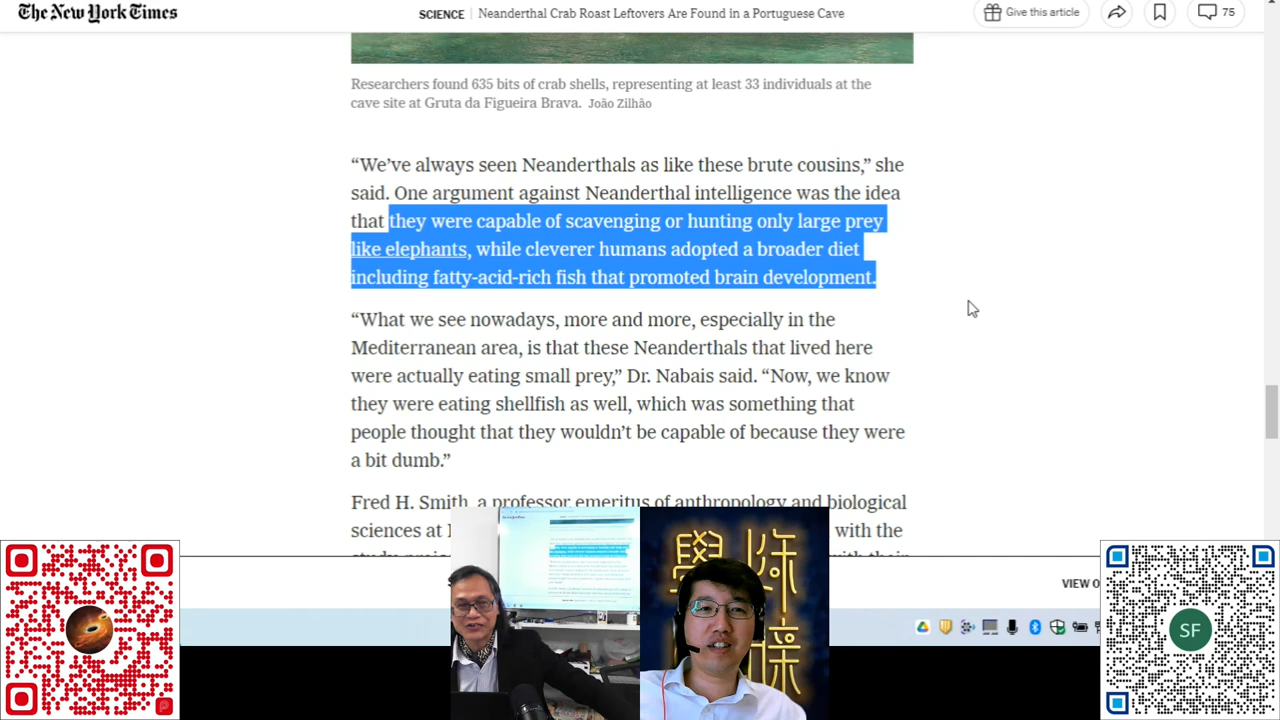 The New York Times
SCIENCE | Neanderthal Crab Roast Leftovers Are Found in a Portuguese Cave
Give this article
75
Researchers found 635 bits of crab shells, representing at least 33 individuals at the
cave site at Gruta da Figueira Brava. João Zilhão
“We’ve always seen Neanderthals as like these brute cousins,” she
said. One argument against Neanderthal intelligence was the idea
that they were capable of scavenging or hunting only large prey
like elephants, while cleverer humans adopted a broader diet
including fatty-acid-rich fish that promoted brain development.
“What we see nowadays, more and more, especially in the
Mediterranean area, is that these Neanderthals that lived here
were actually eating small prey,” Dr. Nabais said. “Now, we know
they were eating shellfish as well, which was something that
people thought that they wouldn’t be capable of because they were
a bit dumb.”
Fred H. Smith, a professor emeritus of anthropology and biological
sciences at
with the
VIEW O
SF